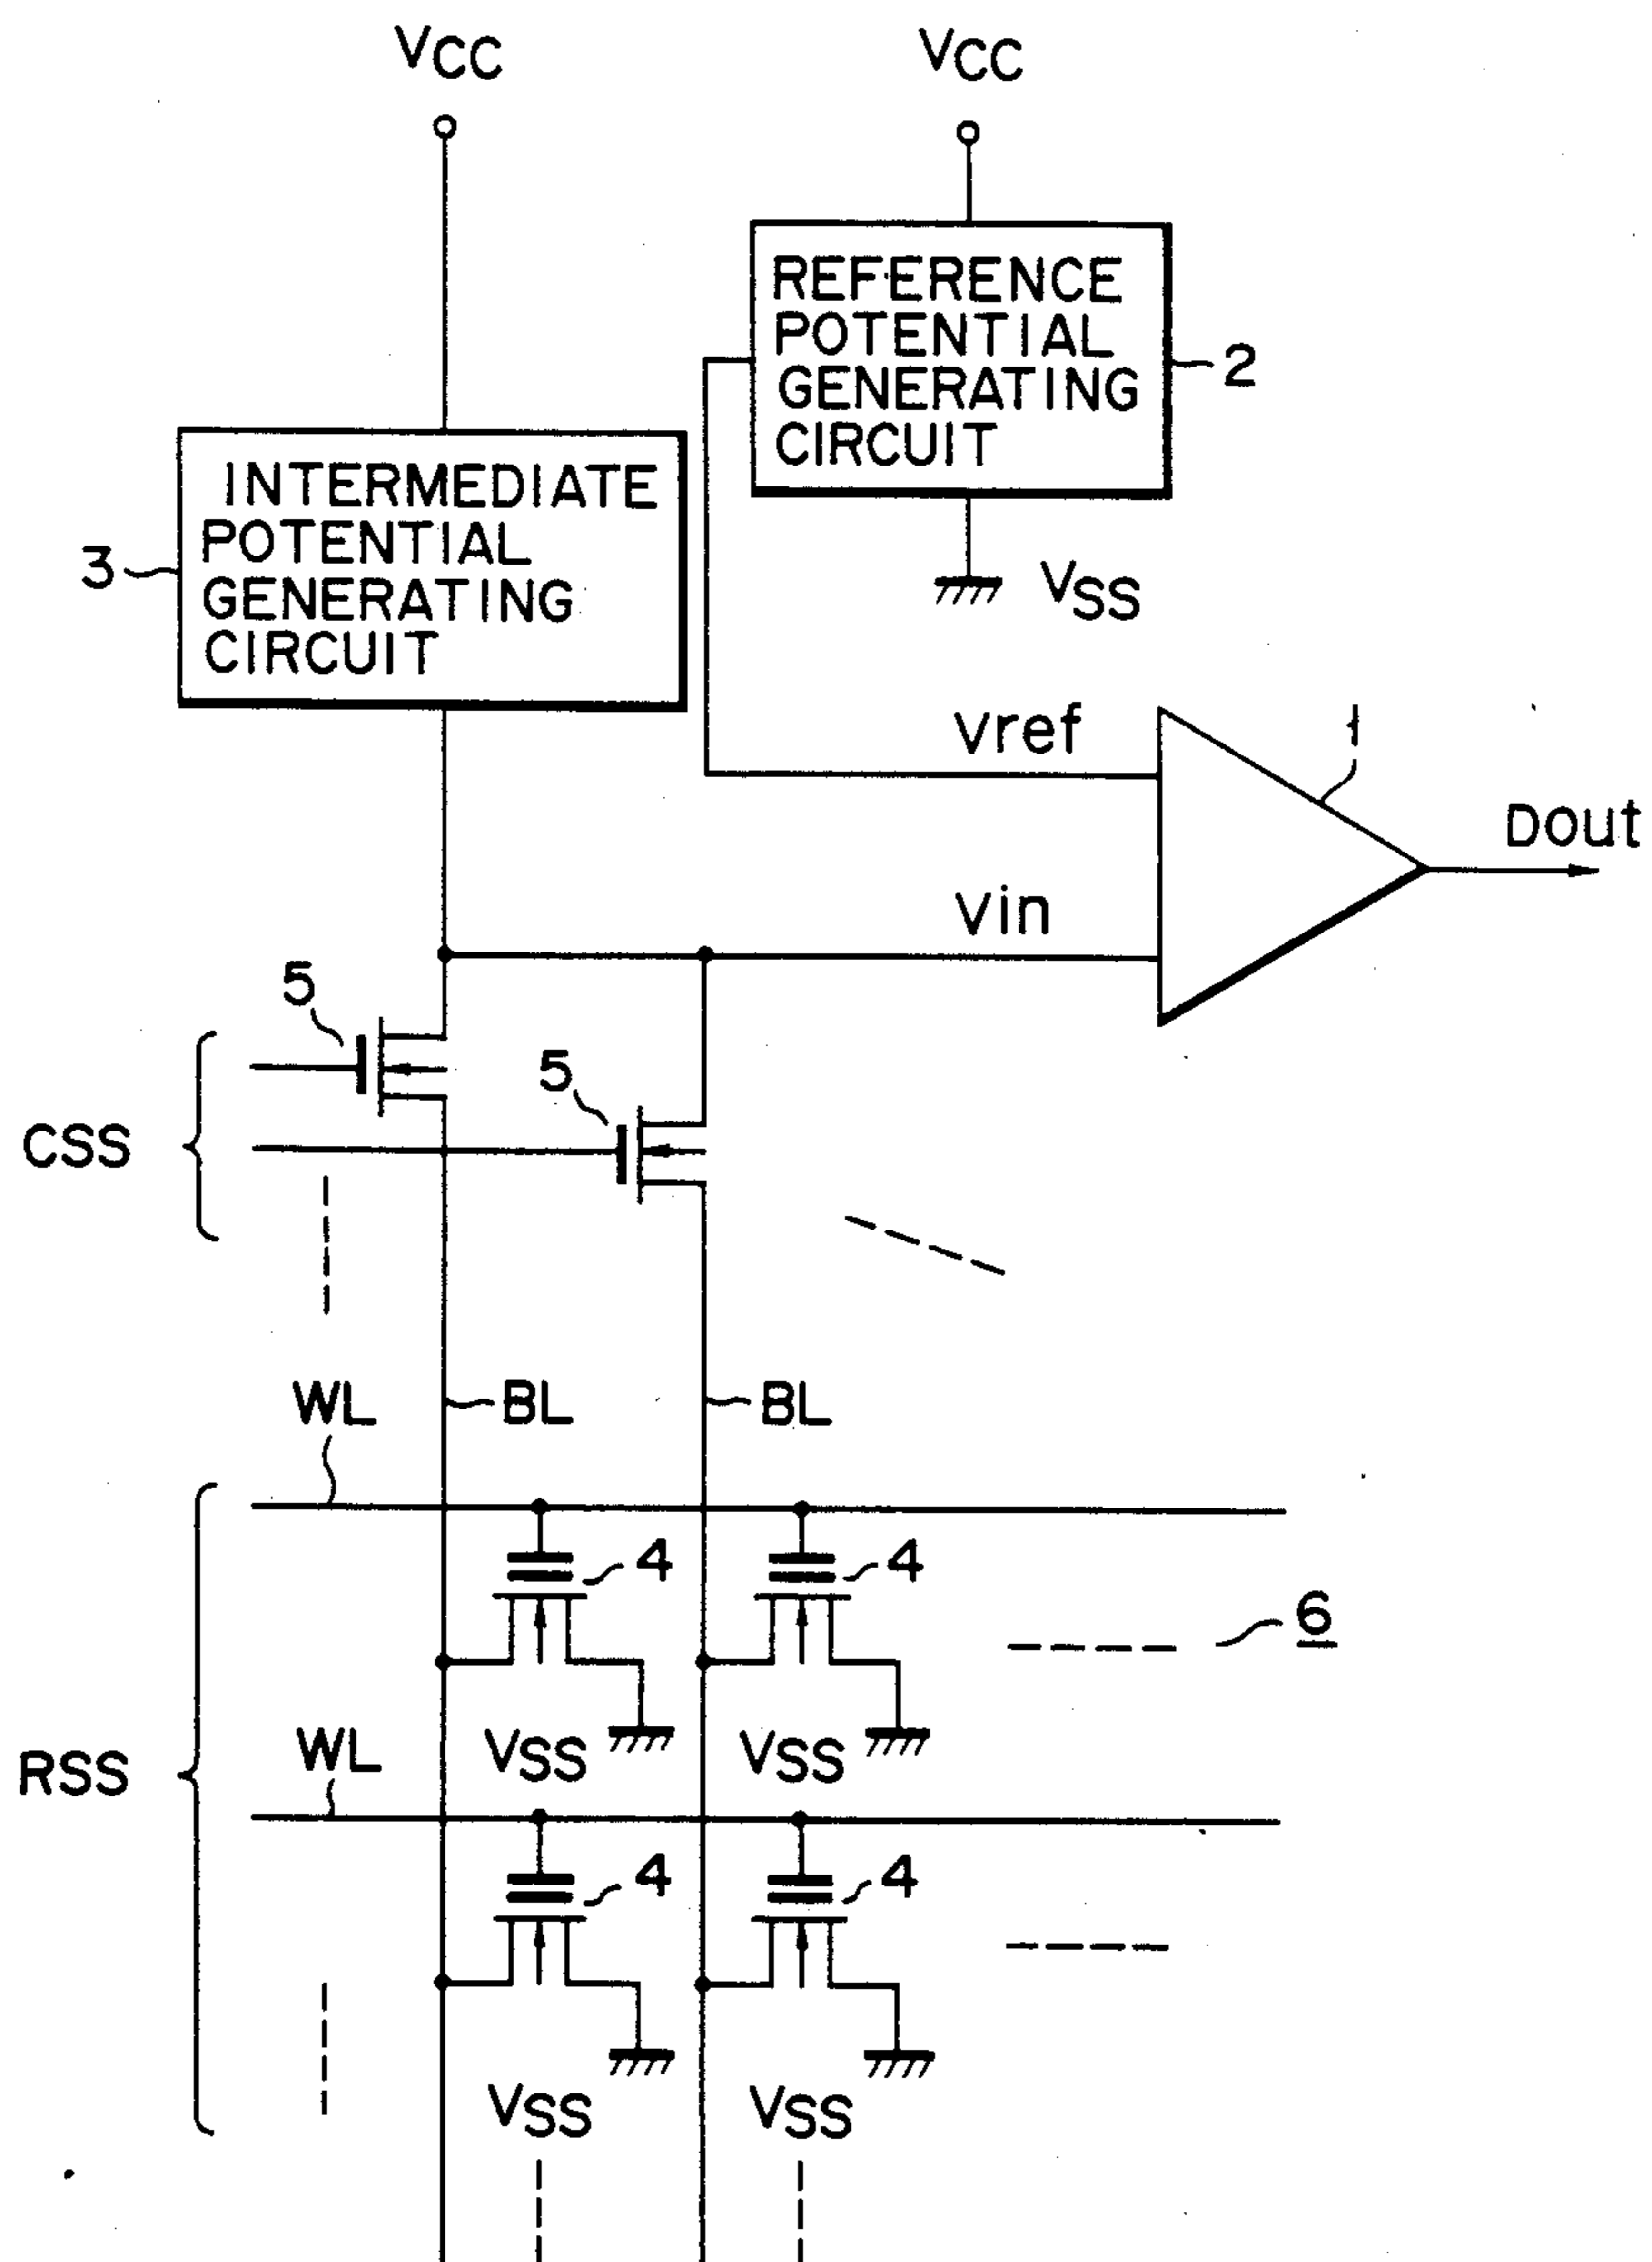 VCC
VCC
REFERENCE
POTENTIAL
GENERATING
CIRCUIT
2
INTERMEDIATE
POTENTIAL
GENERATING
CIRCUIT
3
VSS
Vref
1
Dout
Vin
5
5
CSS
WL
BL
BL
4
4
6
VSS
VSS
WL
RSS
4
4
VSS
VSS